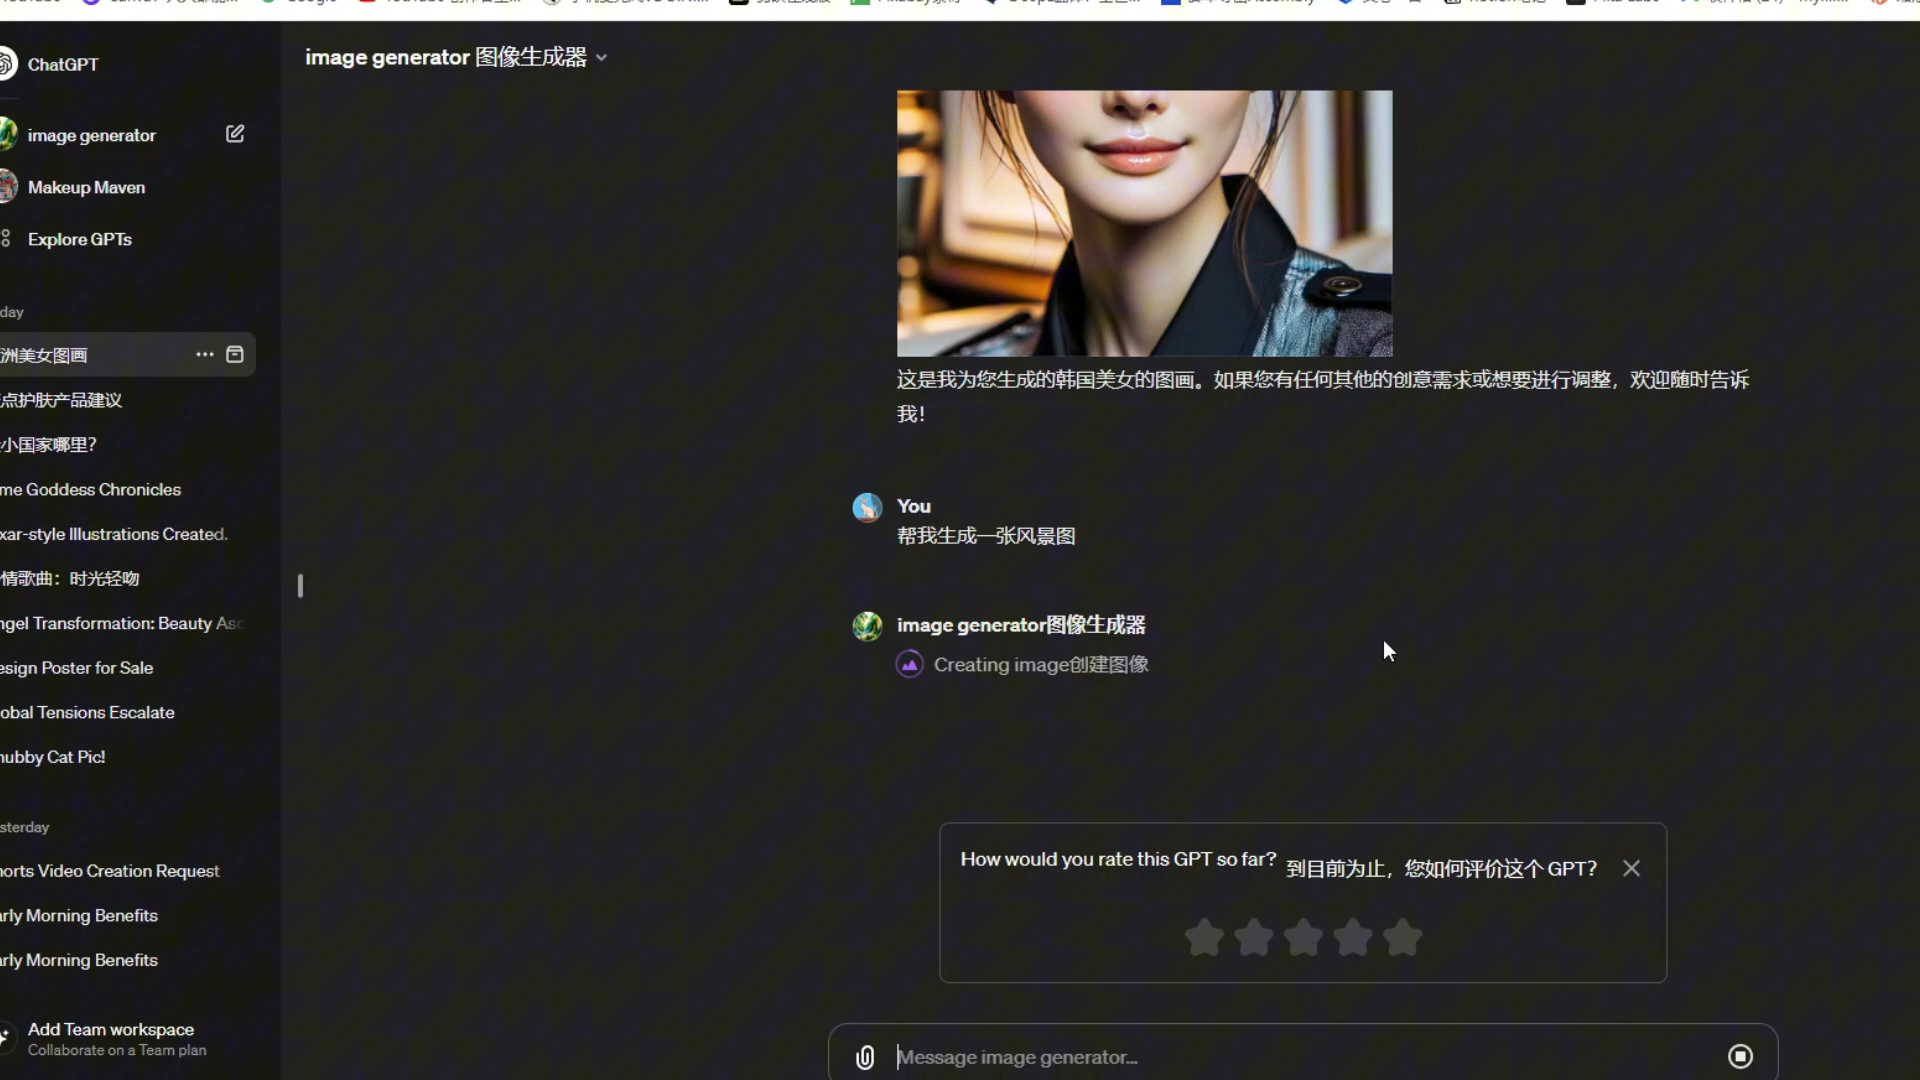 ChatGPT
image generator
Makeup Maven
Explore GPTs
day
洲美女图画
点护肤产品建议
小国家哪里?
me Goddess Chronicles
xar-style Illustrations Created.
情歌曲：时光轻吻
ngel Transformation: Beauty Asc
esign Poster for Sale
obal Tensions Escalate
hubby Cat Pic!
sterday
horts Video Creation Request
arly Morning Benefits
arly Morning Benefits
Add Team workspace
Collaborate on a Team plan
image generator 图像生成器
这是我为您生成的韩国美女的图画。如果您有任何其他的创意需求或想要进行调整，欢迎随时告诉
我！
You
帮我生成一张风景图
image generator图像生成器
Creating image创建图像
How would you rate this GPT so far? 到目前为止，您如何评价这个 GPT?
Message image generator...